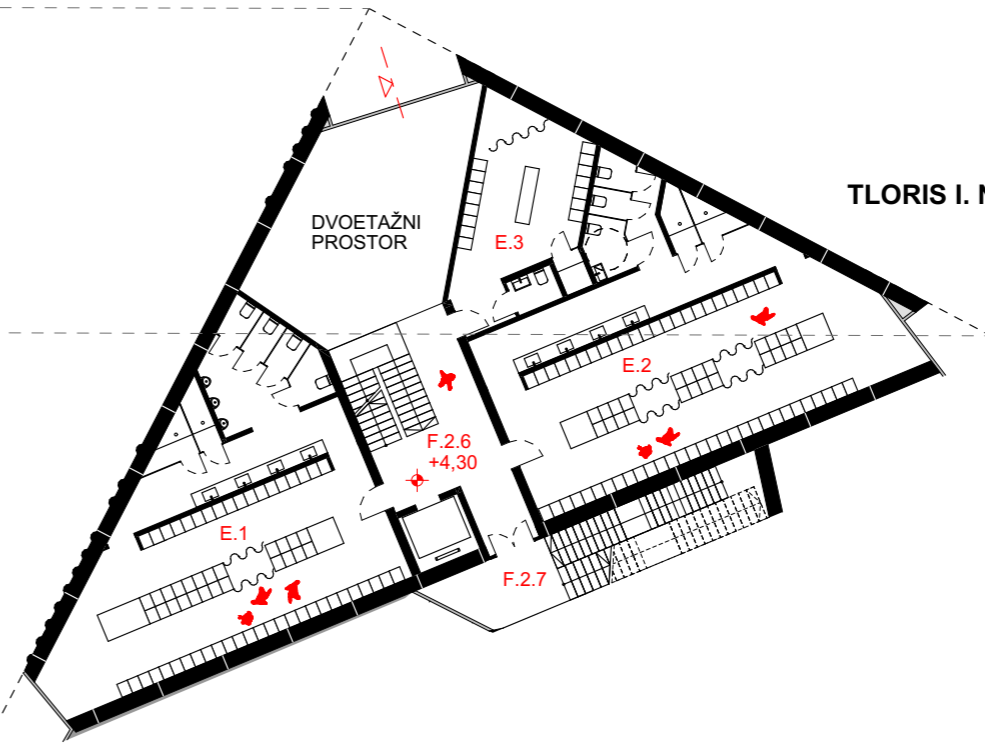 TLORIS I. N
DVOETAŽNI
PROSTOR
E.3
E.2
F.2.6
+4,30
E.1
F.2.7